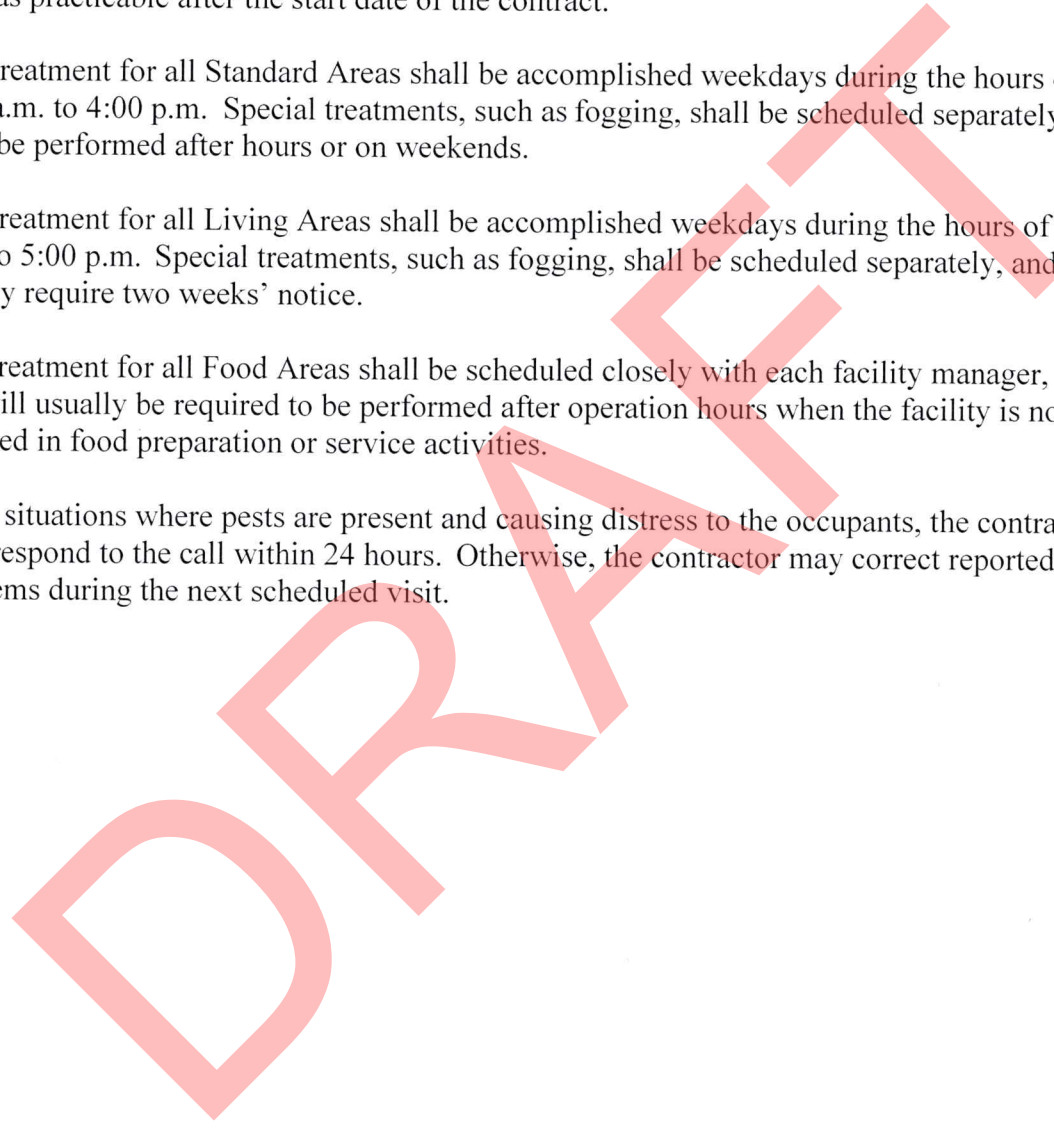 as practicable after the start date of the contract.
reatment for all Standard Areas shall be accomplished weekdays during the hours
a.m. to 4:00 p.m. Special treatments, such as fogging, shall be scheduled separately
be performed after hours or on weekends.
reatment for all Living Areas shall be accomplished weekdays during the hours of
o 5:00 p.m. Special treatments, such as fogging, shall be scheduled separately, and
y require two weeks’ notice.
reatment for all Food Areas shall be scheduled closely with each facility manager,
ill usually be required to be performed after operation hours when the facility is no
ed in food preparation or service activities.
situations where pests are present and causing distress to the occupants, the contra
espond to the call within 24 hours. Otherwise, the contractor may correct reported
ems during the next scheduled visit.
DRAFT